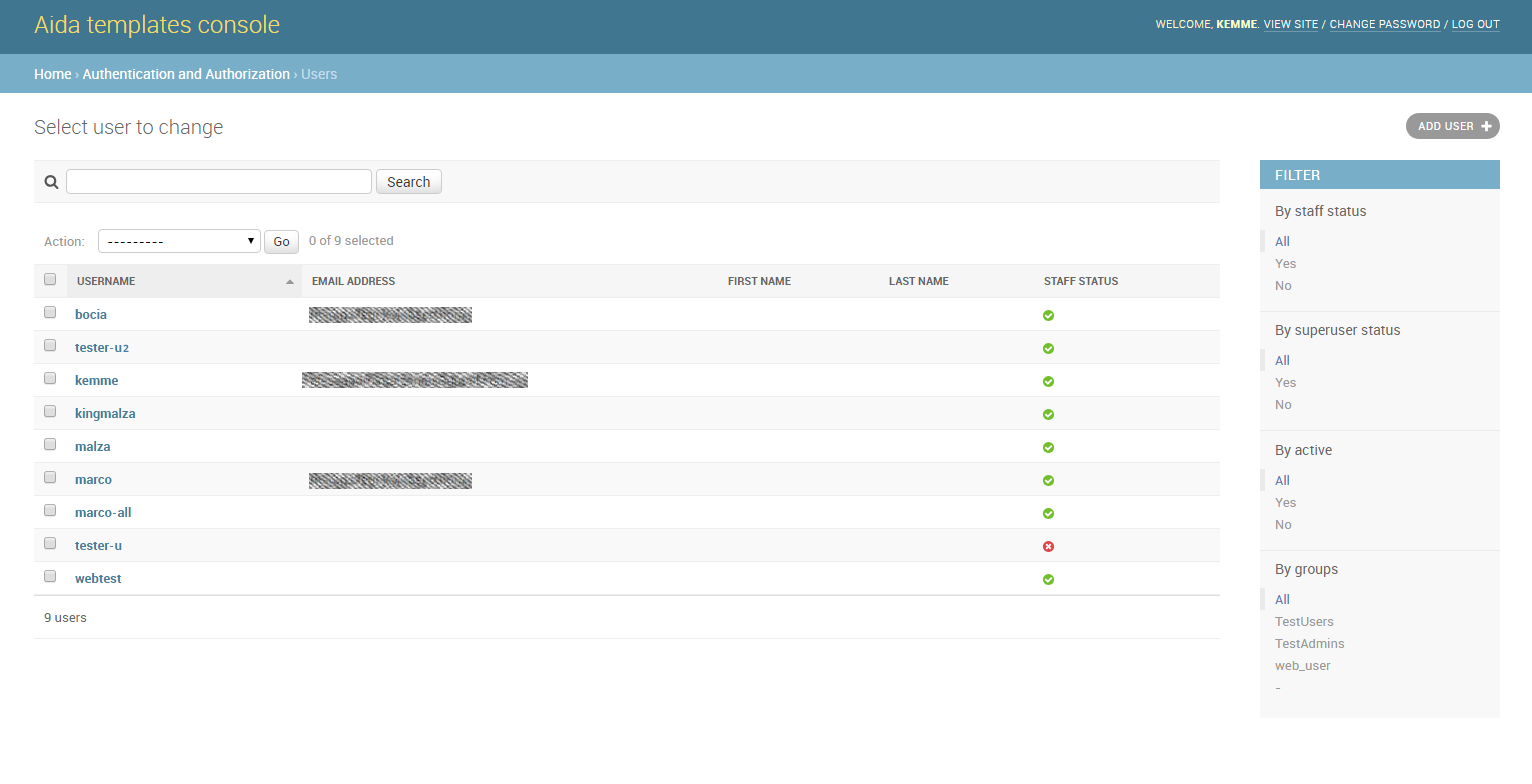 Aida templates console
WELCOME, KEMME. VIEW SITE / CHANGE PASSWORD / LOG OUT
Home › Authentication and Authorization › Users
Select user to change
ADD USER
Search
Action: --------- Go 0 of 9 selected
USERNAME EMAIL ADDRESS FIRST NAME LAST NAME STAFF STATUS
bocia
tester-u2
kemme
kingmalza
malza
marco
marco-all
tester-u
webtest
9 users
FILTER
By staff status
All
Yes
No
By superuser status
All
Yes
No
By active
All
Yes
No
By groups
All
TestUsers
TestAdmins
web_user
-